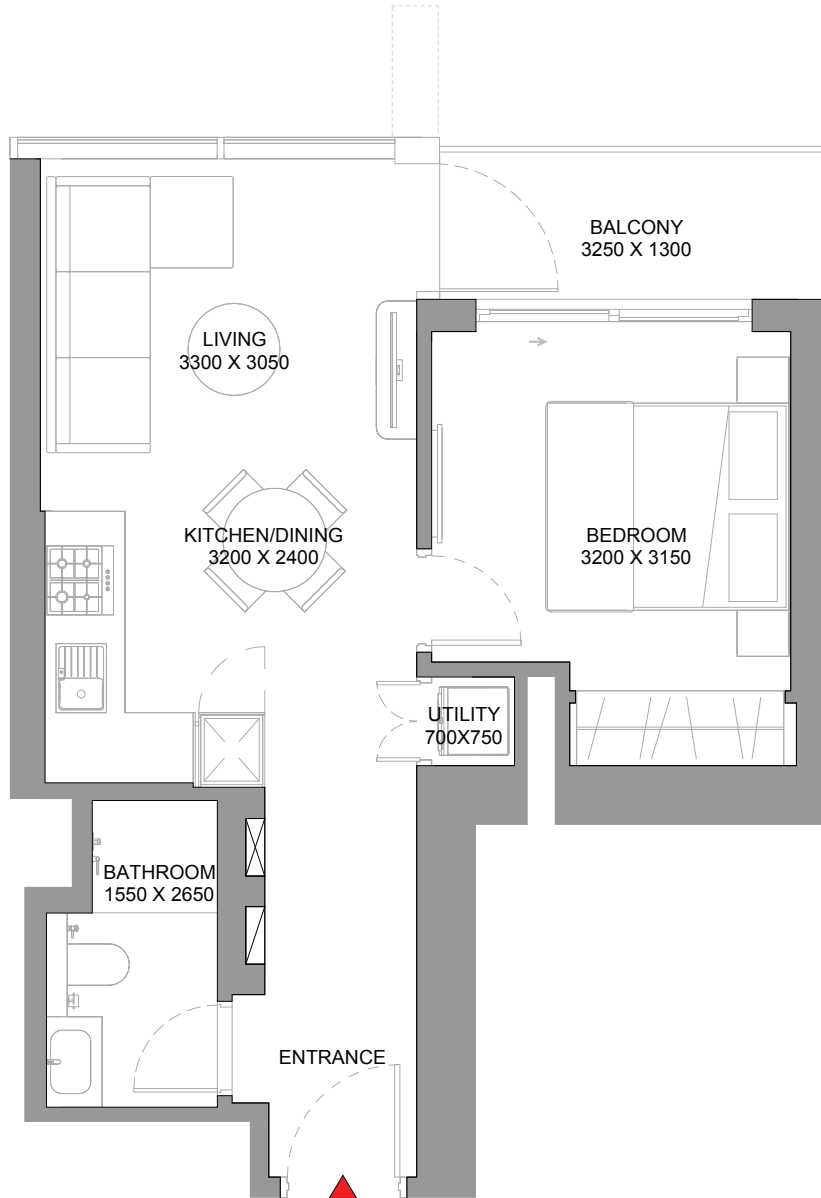 BALCONY
3250 X 1300
LIVING
3300 X 3050
KITCHEN/DINING
3200 X 2400
BEDROOM
3200 X 3150
UTILITY
700X750
BATHROOM
1550 X 2650
ENTRANCE